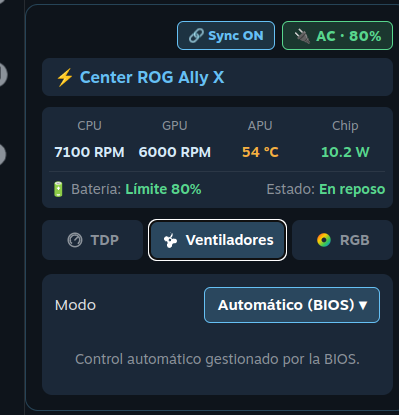 🔗 Sync ON 🔌 AC · 80%
⚡ Center ROG Ally X
CPU GPU APU Chip
7100 RPM 6000 RPM 54 °C 10.2 W
🔋 Batería: Límite 80% Estado: En reposo
TDP Ventiladores RGB
Modo Automático (BIOS) ▾
Control automático gestionado por la BIOS.